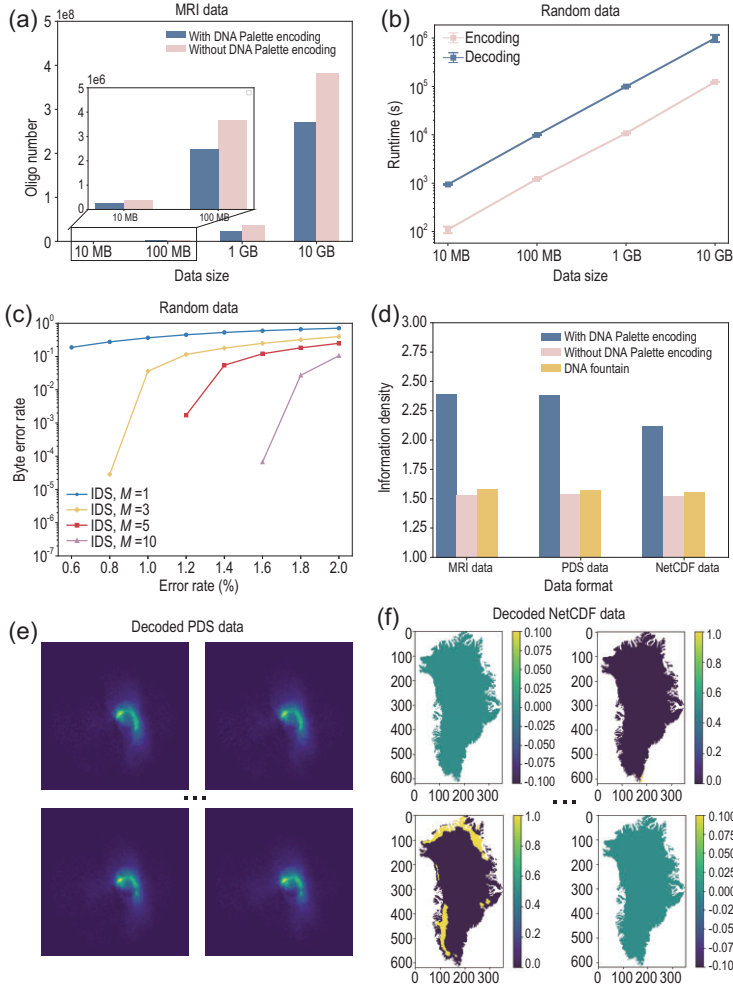 (a)
MRI data
5e8
With DNA Palette encoding
Without DNA Palette encoding
4
3
2
1
0
Oligo number
1e6
5
4
3
2
1
0
10 MB
100 MB
10 MB
100 MB
1 GB
10 GB
Data size
(b)
Random data
Encoding
Decoding
10^6
10^5
10^4
10^3
10^2
Runtime (s)
10 MB
100 MB
1 GB
10 GB
Data size
(c)
Random data
10^0
10^-1
10^-2
10^-3
10^-4
10^-5
10^-6
10^-7
Byte error rate
IDS, M =1
IDS, M =3
IDS, M =5
IDS, M =10
0.6 0.8 1.0 1.2 1.4 1.6 1.8 2.0
Error rate (%)
(d)
3.00
2.75
2.50
2.25
2.00
1.75
1.50
1.25
1.00
Information density
With DNA Palette encoding
Without DNA Palette encoding
DNA fountain
MRI data
PDS data
NetCDF data
Data format
(e)
Decoded PDS data
...
(f)
Decoded NetCDF data
0
100
200
300
400
500
600
100 200 300
0.100
0.075
0.050
0.025
0.000
-0.025
-0.050
-0.075
-0.100
0
100
200
300
400
500
600
100 200 300
1.0
0.8
0.6
0.4
0.2
0.0
...
0
100
200
300
400
500
600
100 200 300
1.0
0.8
0.6
0.4
0.2
0.0
0
100
200
300
400
500
600
100 200 300
0.100
0.075
0.050
0.025
0.000
-0.025
-0.050
-0.075
-0.100